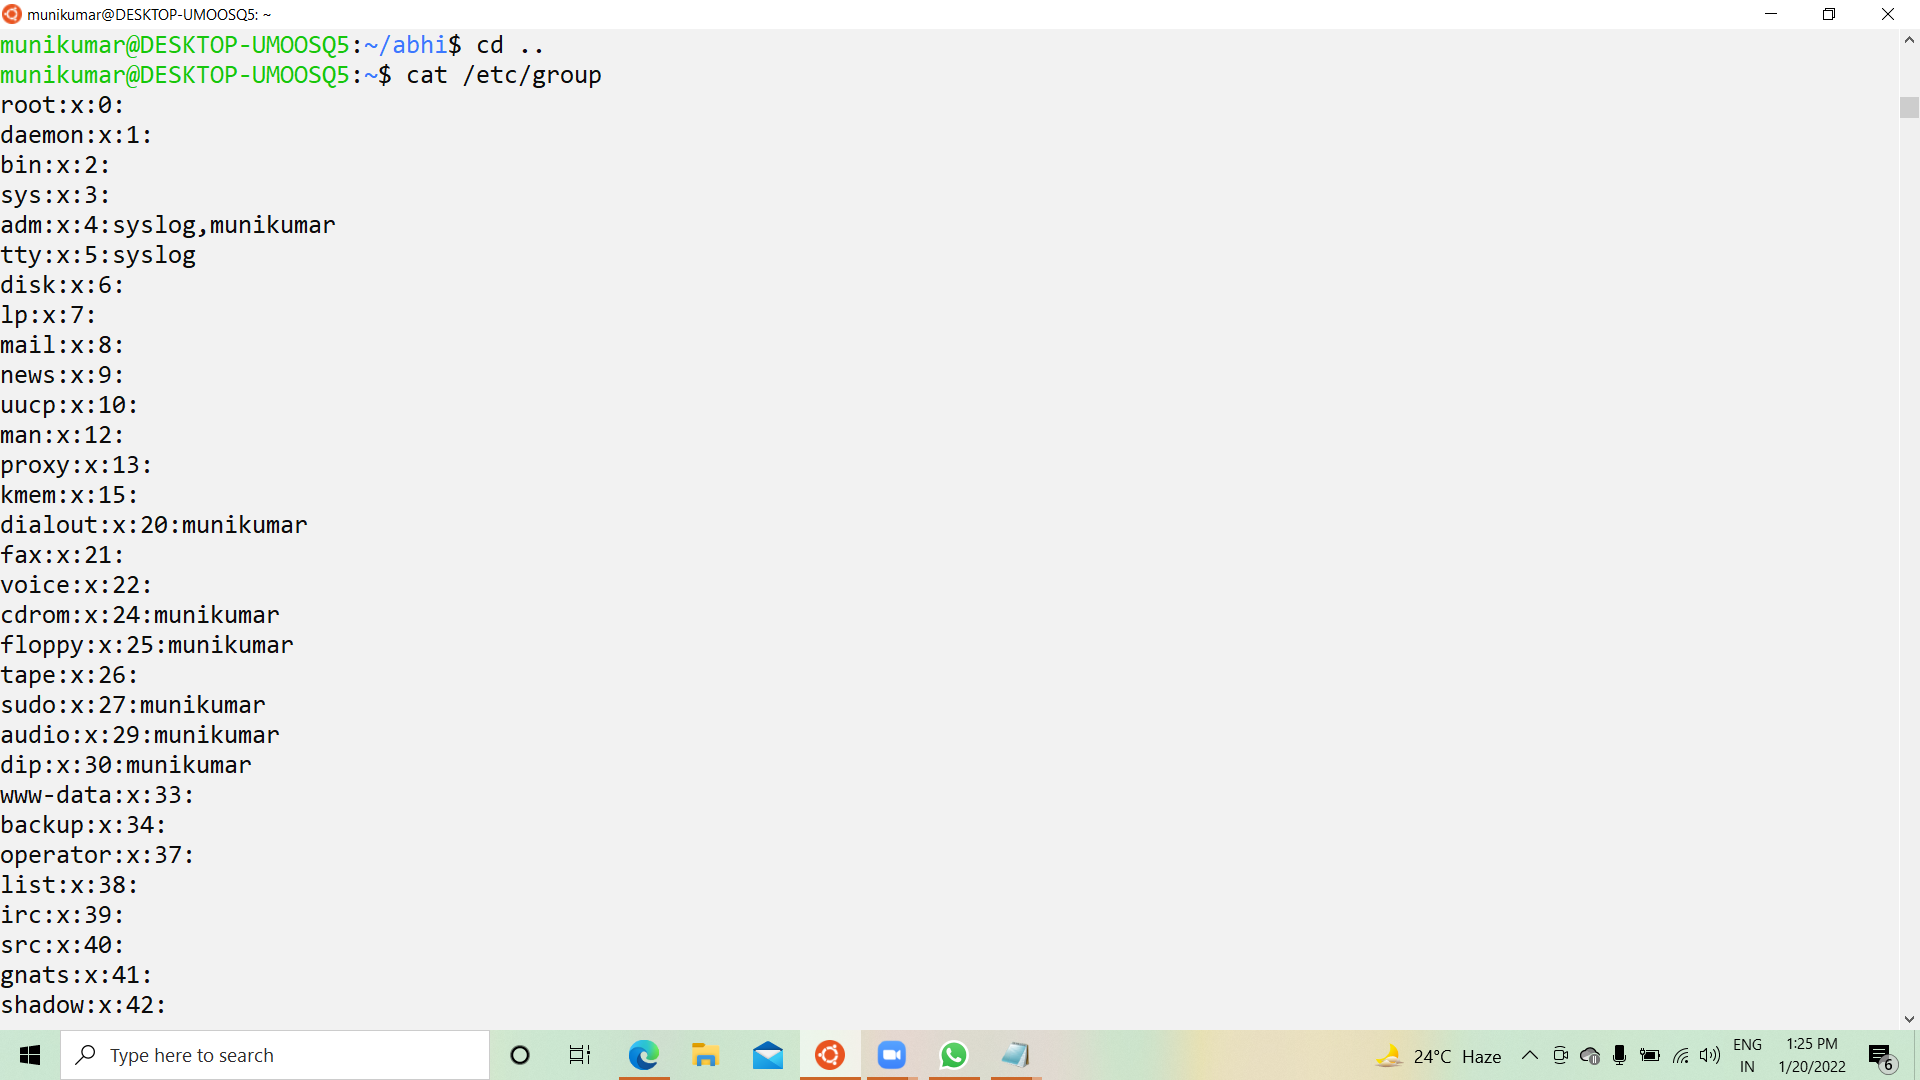 munikumar@DESKTOP-UMOOSQ5: ~
munikumar@DESKTOP-UMOOSQ5:~/abhi$ cd ..
munikumar@DESKTOP-UMOOSQ5:~$ cat /etc/group
root:x:0:
daemon:x:1:
bin:x:2:
sys:x:3:
adm:x:4:syslog,munikumar
tty:x:5:syslog
disk:x:6:
lp:x:7:
mail:x:8:
news:x:9:
uucp:x:10:
man:x:12:
proxy:x:13:
kmem:x:15:
dialout:x:20:munikumar
fax:x:21:
voice:x:22:
cdrom:x:24:munikumar
floppy:x:25:munikumar
tape:x:26:
sudo:x:27:munikumar
audio:x:29:munikumar
dip:x:30:munikumar
www-data:x:33:
backup:x:34:
operator:x:37:
list:x:38:
irc:x:39:
src:x:40:
gnats:x:41:
shadow:x:42:
Type here to search
24°C Haze
ENG
IN
1:25 PM
1/20/2022
6